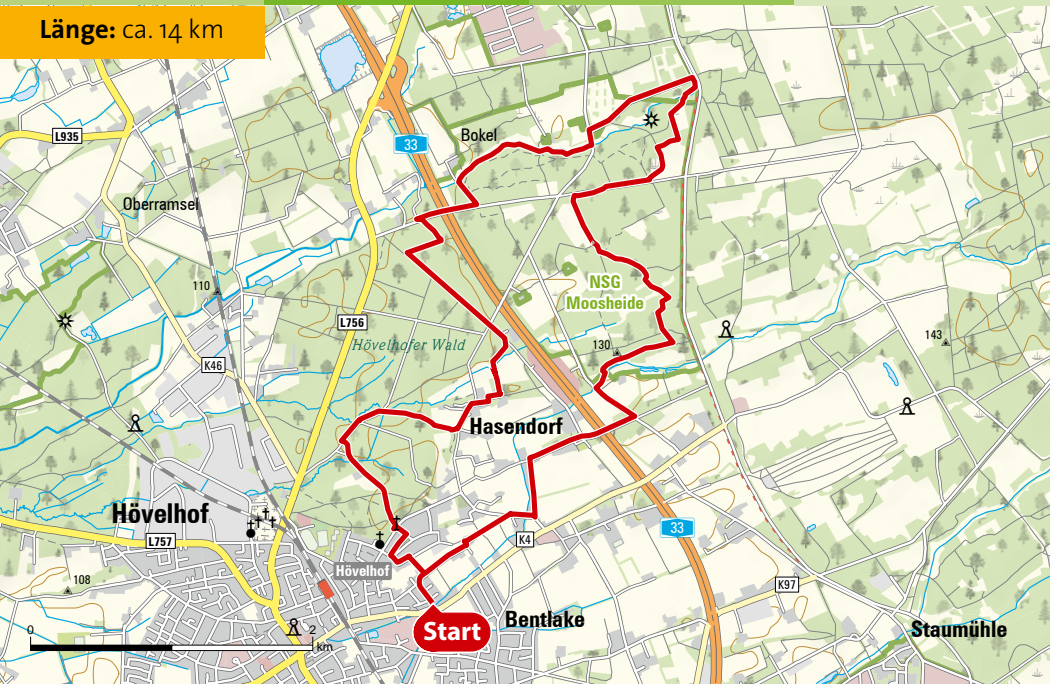 Länge: ca. 14 km
33
L935
Bokel
Oberramsel
110
NSG
Moosheide
L756
Hövelhofer Wald
130
143
K46
Hasendorf
Hövelhof
33
L757
K4
Hövelhof
108
K97
Bentlake
Start
Staumühle
0
2
km